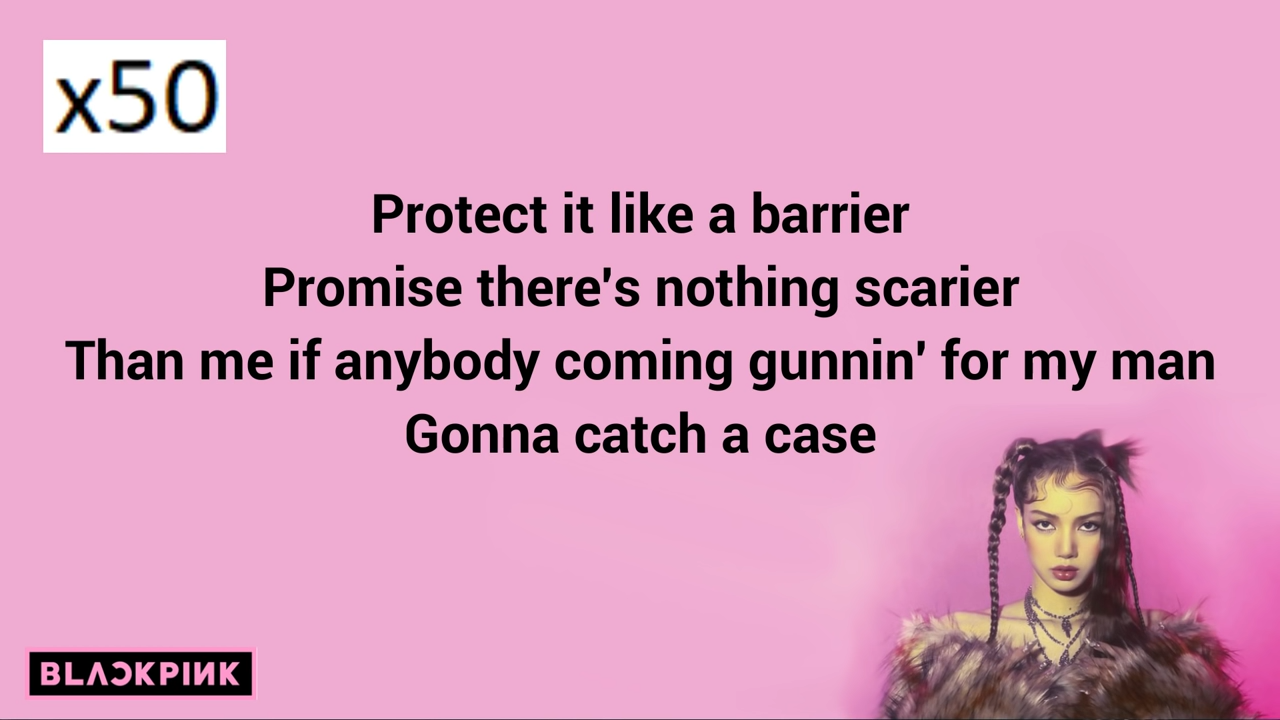 x50
Protect it like a barrier
Promise there's nothing scarier
Than me if anybody coming gunnin' for my man
Gonna catch a case
BLACKPINK